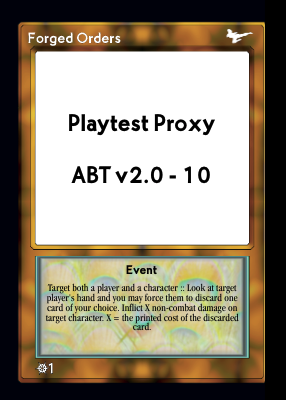 Forged Orders
Playtest Proxy
ABT v2.0 - 10
Event
Target both a player and a character :: Look at target
player's hand and you may force them to discard one
card of your choice. Inflict X non-combat damage on
target character. X = the printed cost of the discarded
card.
1